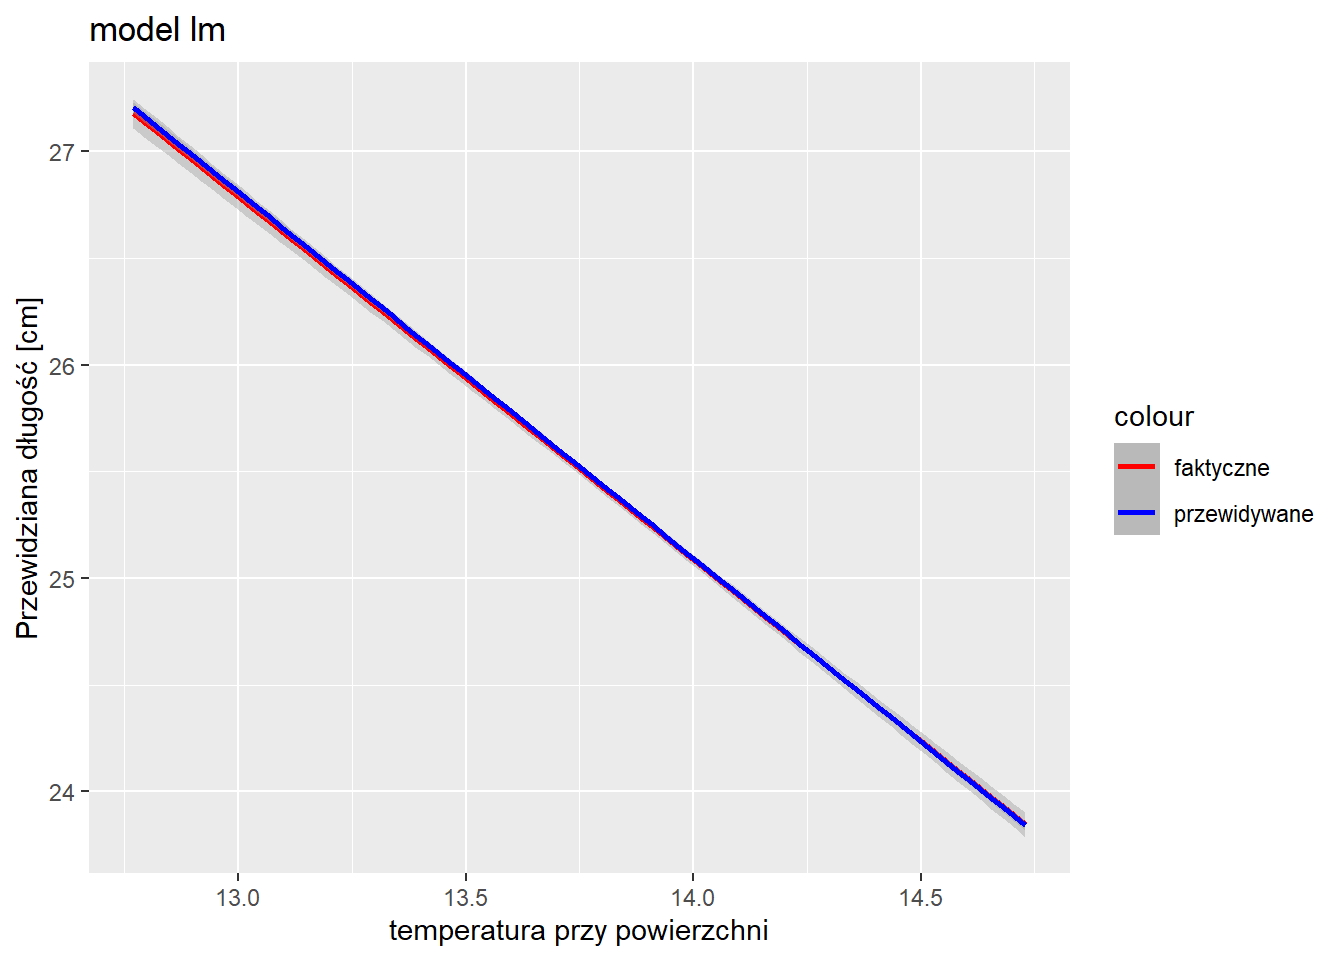 model lm
Przewidziana długość [cm]
27
26
25
24
13.0
13.5
14.0
14.5
temperatura przy powierzchni
colour
faktyczne
przewidywane